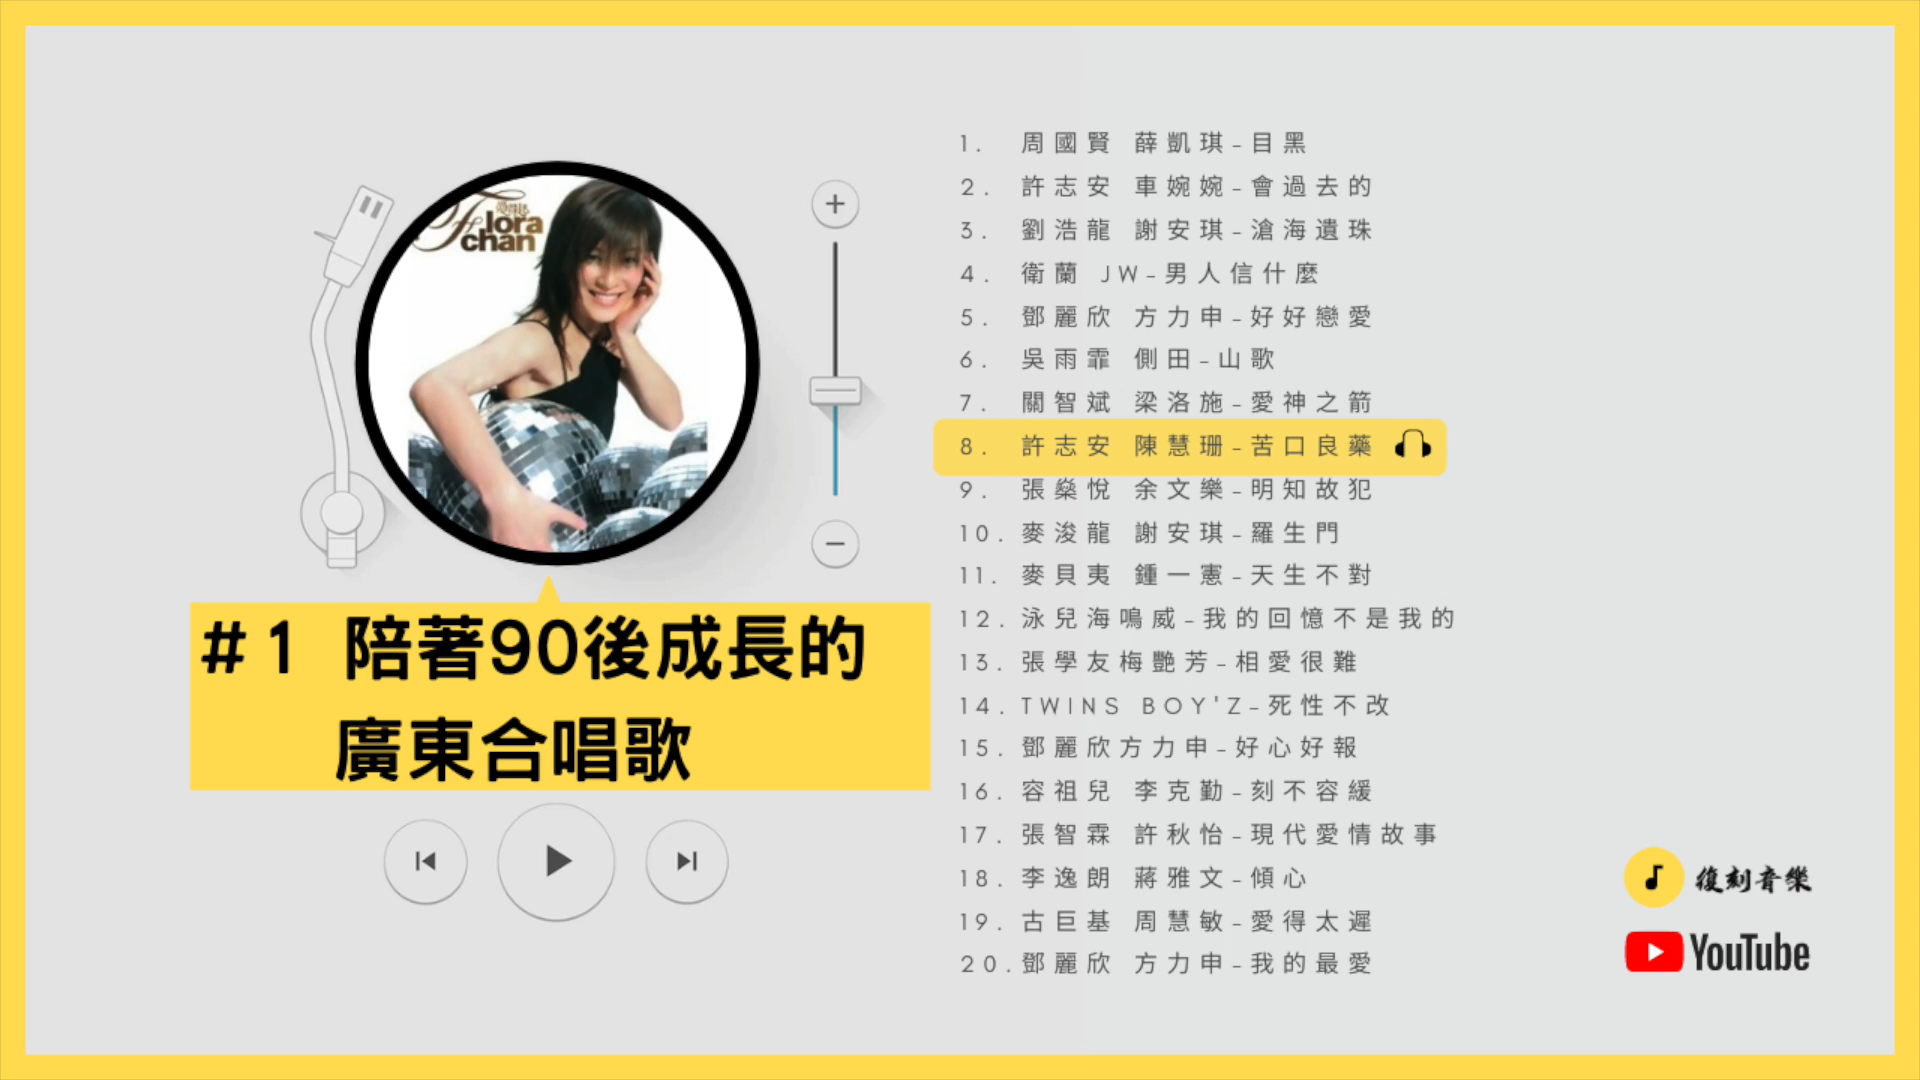 Flora
chan
#1 陪著90後成長的
廣東合唱歌
1. 周國賢 薛凱琪-目黑
2. 許志安 車婉婉-會過去的
3. 劉浩龍 謝安琪-滄海遺珠
4. 衛蘭 JW-男人信什麼
5. 鄧麗欣 方力申-好好戀愛
6. 吳雨霏 側田-山歌
7. 關智斌 梁洛施-愛神之箭
8. 許志安 陳慧珊-苦口良藥
9. 張燊悅 余文樂-明知故犯
10. 麥浚龍 謝安琪-羅生門
11. 麥貝夷 鍾一憲-天生不對
12. 泳兒海鳴威-我的回憶不是我的
13. 張學友梅艷芳-相愛很難
14. TWINS BOY'Z-死性不改
15. 鄧麗欣方力申-好心好報
16. 容祖兒 李克勤-刻不容緩
17. 張智霖 許秋怡-現代愛情故事
18. 李逸朗 蔣雅文-傾心
19. 古巨基 周慧敏-愛得太遲
20. 鄧麗欣 方力申-我的最愛
復刻音樂
YouTube